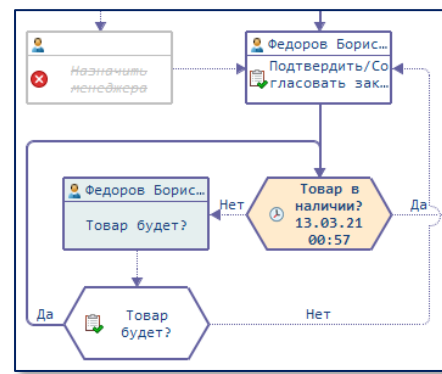 Федоров Борис…
Назначить
менеджера
Подтвердить/Со
гласовать зак…
Федоров Борис…
Товар будет?
Нет
Товар в
наличии?
13.03.21
00:57
Да
Да
Товар
будет?
Нет